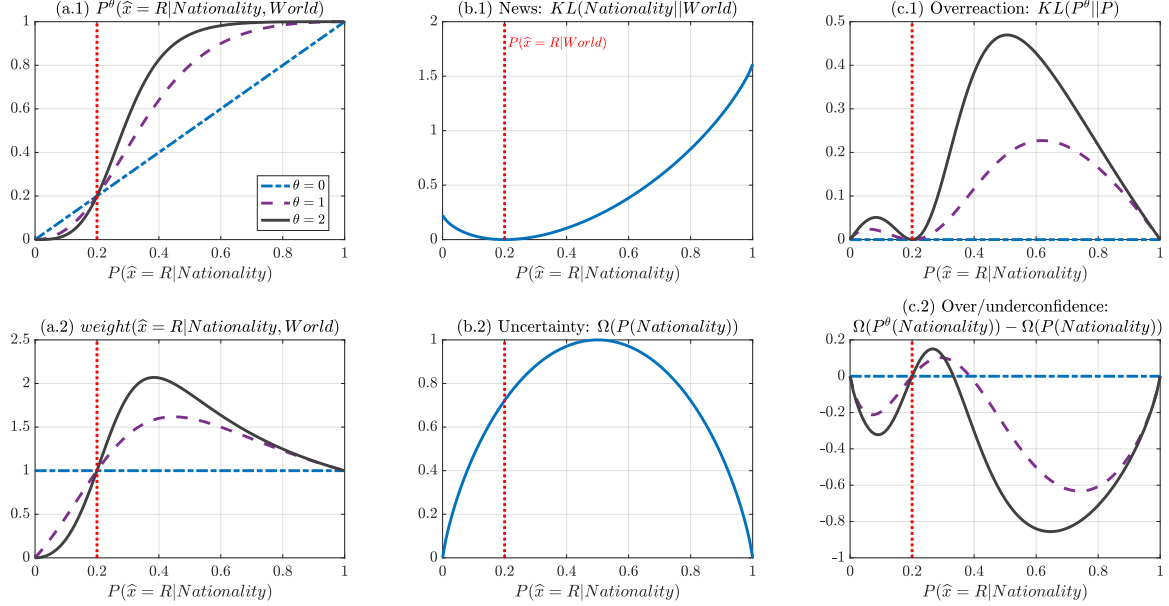 (a.1) P^θ(x̂ = R|Nationality, World)
1
0.8
0.6
0.4
0.2
0
0 0.2 0.4 0.6 0.8 1
θ = 0
θ = 1
θ = 2
P(x̂ = R|Nationality)
(b.1) News: KL(Nationality||World)
2
1.5
1
0.5
0
0 0.2 0.4 0.6 0.8 1
P(x̂ = R|World)
P(x̂ = R|Nationality)
(c.1) Overreaction: KL(P^θ||P)
0.5
0.4
0.3
0.2
0.1
0
0 0.2 0.4 0.6 0.8 1
P(x̂ = R|Nationality)
(a.2) weight(x̂ = R|Nationality, World)
2.5
2
1.5
1
0.5
0
0 0.2 0.4 0.6 0.8 1
P(x̂ = R|Nationality)
(b.2) Uncertainty: Ω(P(Nationality))
1
0.8
0.6
0.4
0.2
0
0 0.2 0.4 0.6 0.8 1
P(x̂ = R|Nationality)
(c.2) Over/underconfidence:
Ω(P^θ(Nationality)) − Ω(P(Nationality))
0.2
0
-0.2
-0.4
-0.6
-0.8
-1
0 0.2 0.4 0.6 0.8 1
P(x̂ = R|Nationality)